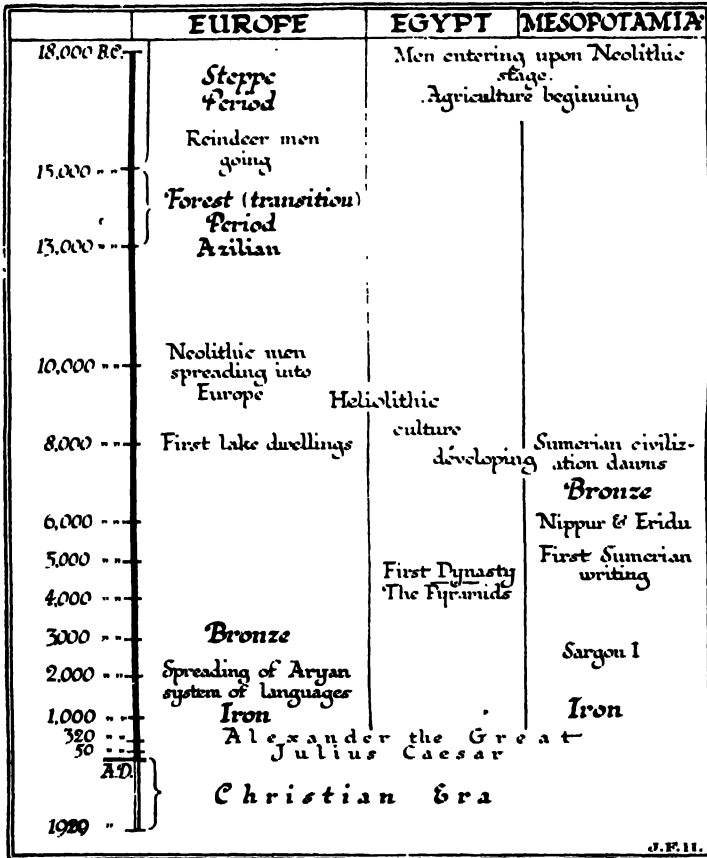 EUROPE EGYPT MESOPOTAMIA
18,000 B.C.
Men entering upon Neolithic
stage.
Agriculture beginning
Steppe
Period
Reindeer men
going
15,000 " "
Forest (transition)
Period
13,000 " "
Azilian
10,000 " "
Neolithic men
spreading into
Europe
Heliolithic
culture
developing
8,000 " "
First lake dwellings
Sumerian civiliz-
ation dawns
Bronze
6,000 " "
Nippur & Eridu
5,000 " "
First Sumerian
writing
First Dynasty
4,000 " "
The Pyramids
3,000 " "
Bronze
Sargon I
2,000 " "
Spreading of Aryan
system of languages
1,000 " "
Iron
Iron
320 " "
Alexander the Great
50 " "
Julius Caesar
A.D.
Christian Era
"
J.F.H.